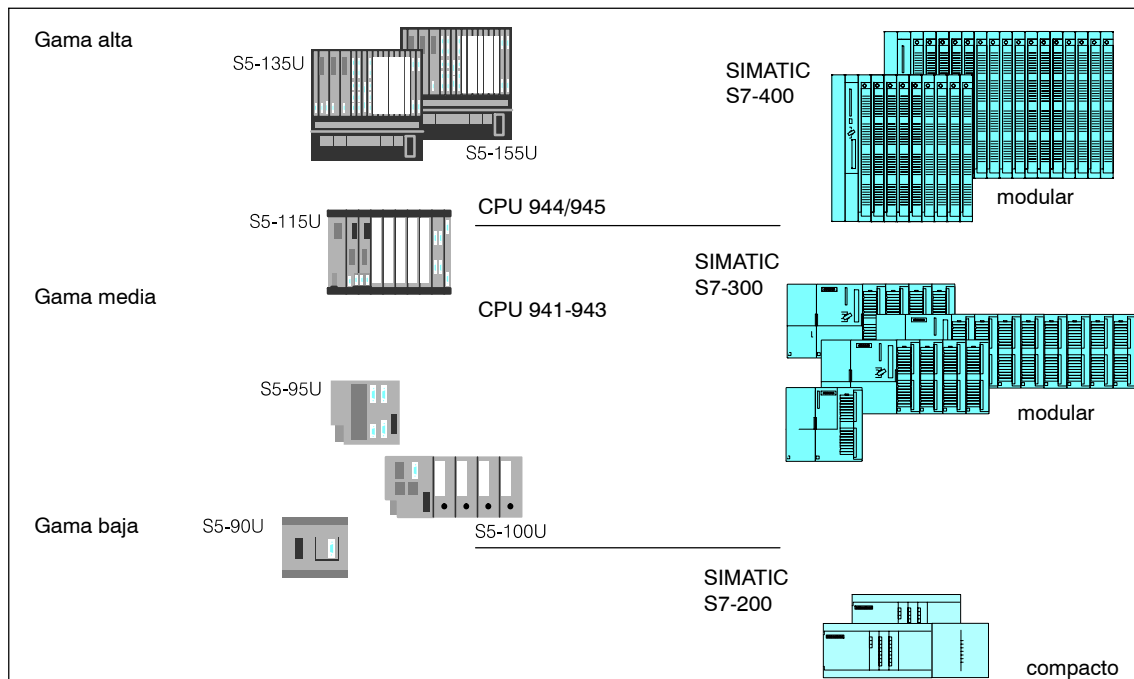 Gama alta
S5-135U
S5-155U
SIMATIC
S7-400
modular
S5-115U
CPU 944/945
SIMATIC
S7-300
Gama media
CPU 941-943
S5-95U
modular
Gama baja
S5-90U
S5-100U
SIMATIC
S7-200
compacto